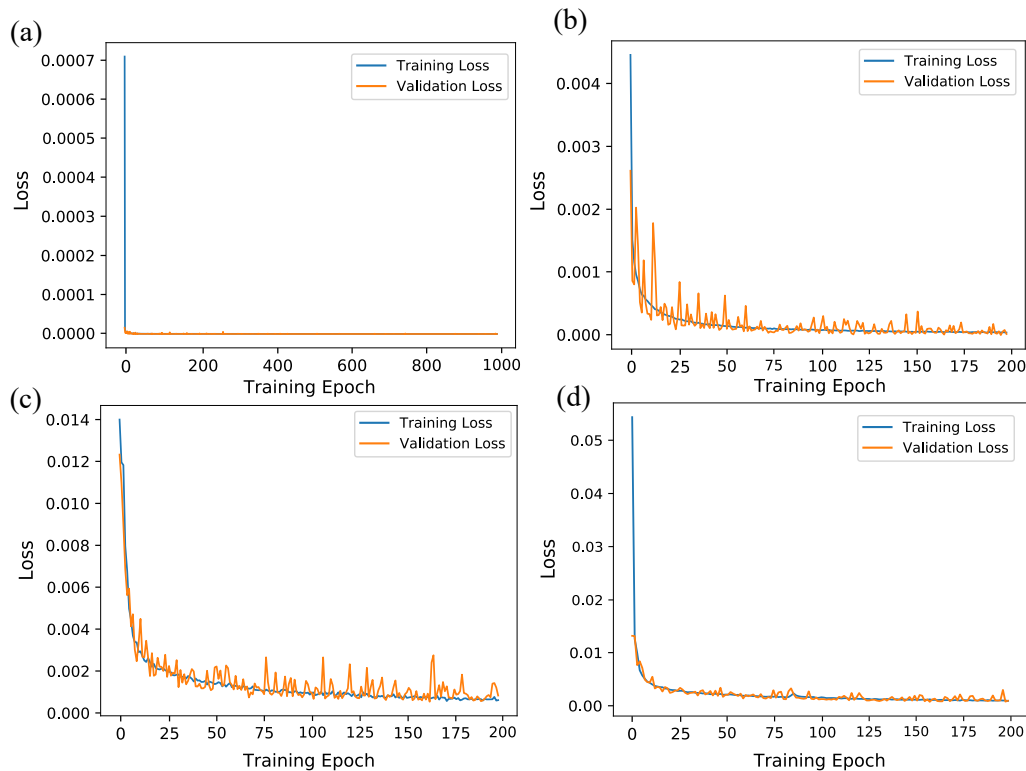 (a)
0.0007
0.0006
0.0005
0.0004
0.0003
0.0002
0.0001
0.0000
Loss
Training Loss
Validation Loss
0 200 400 600 800 1000
Training Epoch
(b)
0.004
0.003
0.002
0.001
0.000
Loss
Training Loss
Validation Loss
0 25 50 75 100 125 150 175 200
Training Epoch
(c)
0.014
0.012
0.010
0.008
0.006
0.004
0.002
0.000
Loss
Training Loss
Validation Loss
0 25 50 75 100 125 150 175 200
Training Epoch
(d)
0.05
0.04
0.03
0.02
0.01
0.00
Loss
Training Loss
Validation Loss
0 25 50 75 100 125 150 175 200
Training Epoch